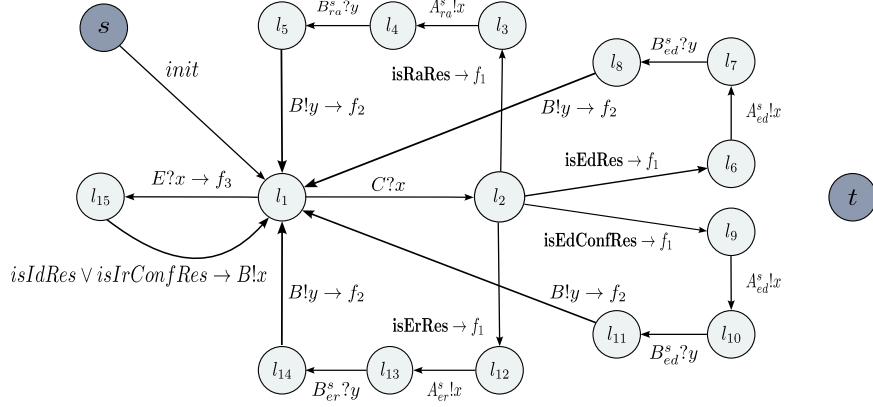 s
l₅
B^s_ra?y
l₄
A^s_ra!x
l₃
init
isRaRes → f₁
l₈
B^s_ed?y
l₇
B!y → f₂
B!y → f₂
A^s_ed!x
isEdRes → f₁
l₆
l₁₅
E?x → f₃
l₁
C?x
l₂
t
l₉
isEdConfRes → f₁
isIdRes ∨ isIrConfRes → B!x
A^s_ed!x
B!y → f₂
B!y → f₂
isErRes → f₁
l₁₁
B^s_ed?y
l₁₀
l₁₄
B^s_er?y
l₁₃
A^s_er!x
l₁₂